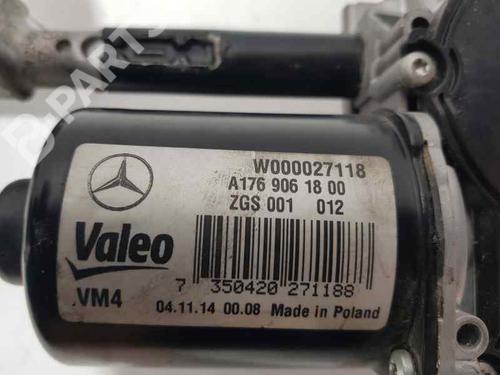 W000027118
A176 906 18 00
ZGS 001 012
Valeo
7 350420 271188
VM4
04.11.14 00.08 Made in Poland